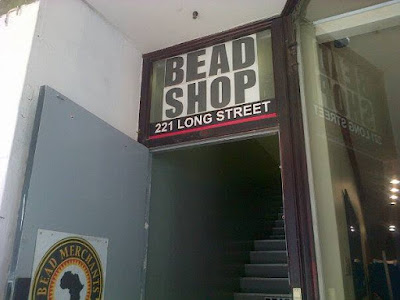 BEAD
SHOP
221 LONG STREET
BEAD MERCHANTS